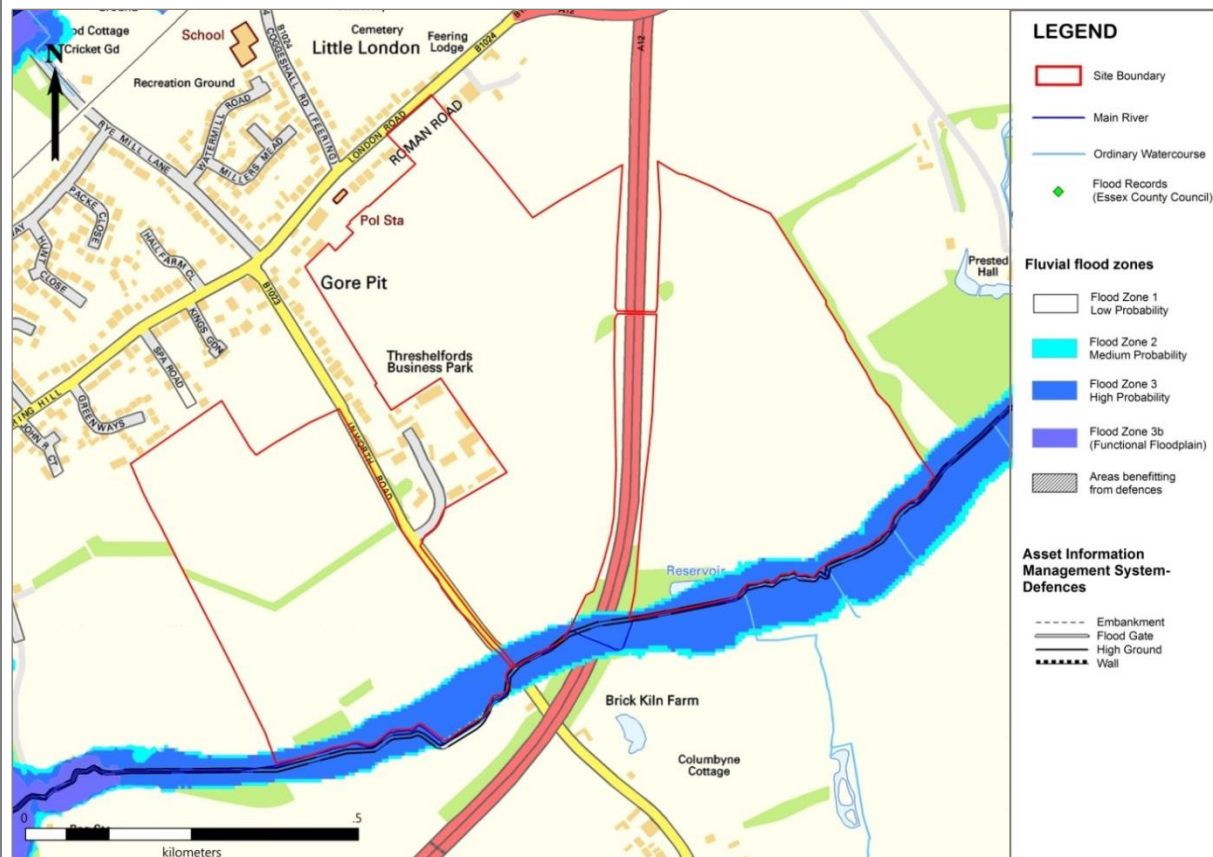 Cemetery
School
B1024
Little London
Feering
Lodge
B1024
A12
Cricket Gd
Recreation Ground
COGGESHALL RD (FEERING)
WATERMILL ROAD
MILLERS MEAD
LONDON ROAD
ROMAN ROAD
N
RYE MILL LANE
Pol Sta
PACKE CLOSE
HUNT CLOSE
HALLFARM CL
Gore Pit
B1023
KINGS GDN
Prested
Hall
SPA ROAD
Threshelfords
Business Park
GREENWAYS
JOHN R. CT
INWORTH ROAD
Reservoir
Brick Kiln Farm
Columbyne
Cottage
0 .5
kilometers
LEGEND
Site Boundary
Main River
Ordinary Watercourse
Flood Records
(Essex County Council)
Fluvial flood zones
Flood Zone 1
Low Probability
Flood Zone 2
Medium Probability
Flood Zone 3
High Probability
Flood Zone 3b
(Functional Floodplain)
Areas benefitting
from defences
Asset Information
Management System-
Defences
Embankment
Flood Gate
High Ground
Wall